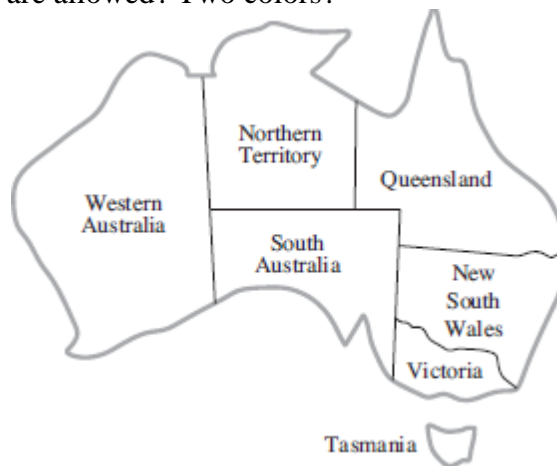 are allowed? Two colors?
Northern
Territory
Queensland
Western
Australia
South
Australia
New
South
Wales
Victoria
Tasmania